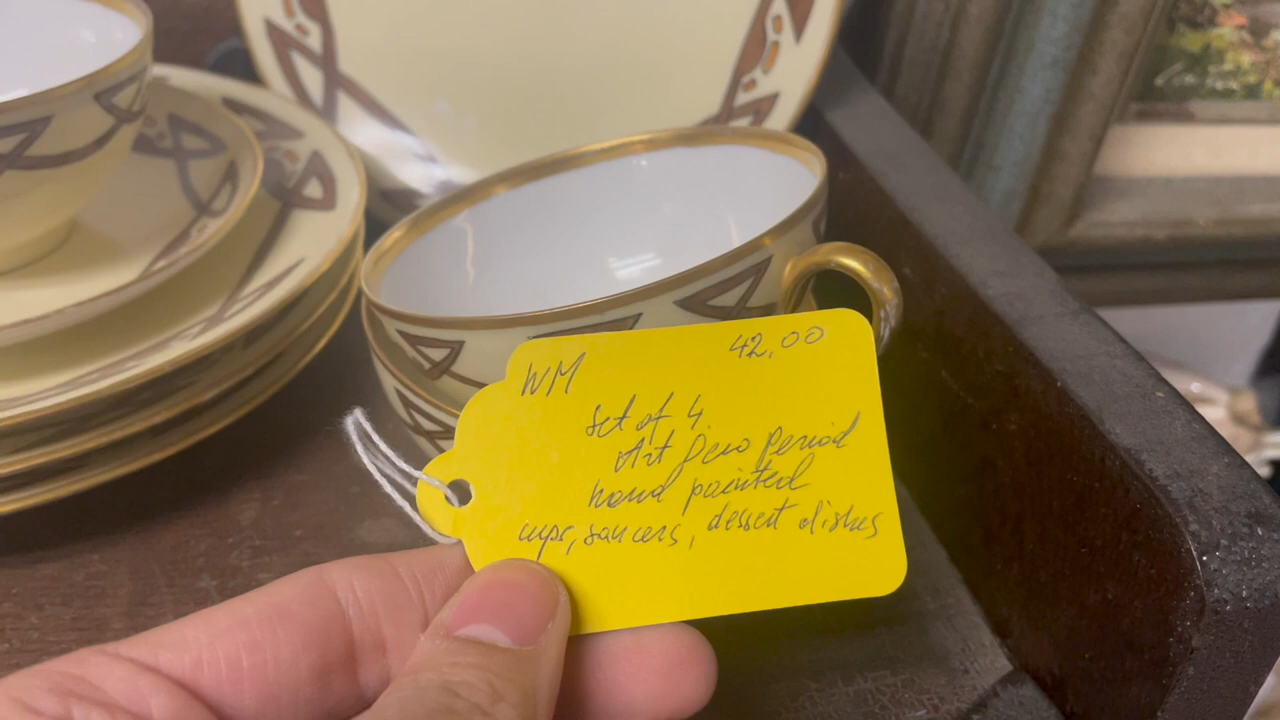 WM 42.00
Set of 4
Art Deco Period
hand painted
cups, saucers, dessert dishes